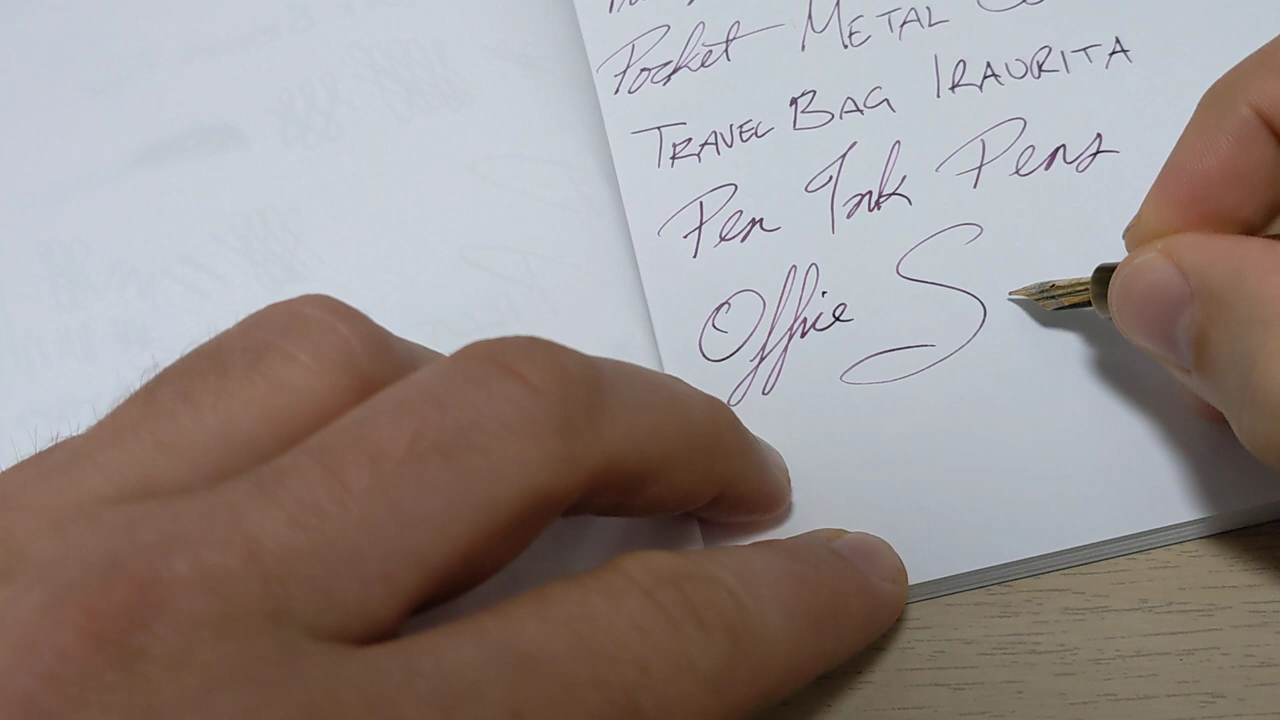 Pocket METAL
TRAVEL BAG IRAURITA
Pen Ink Pens
Office S